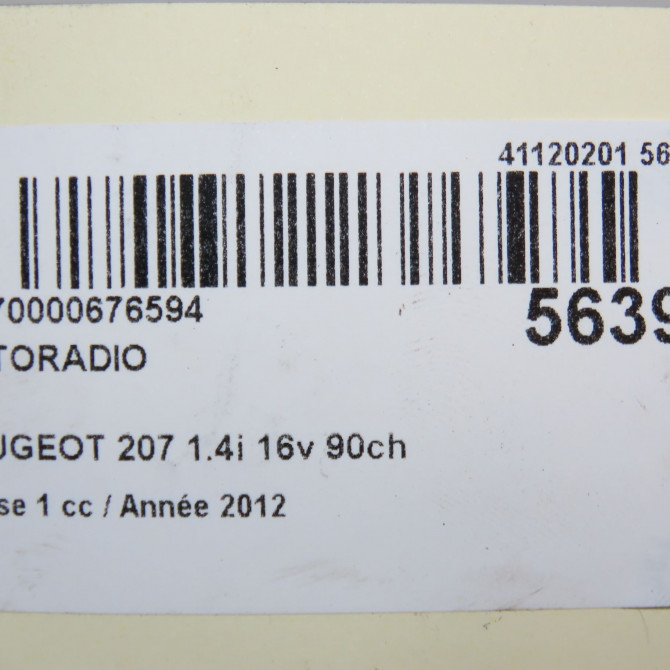 41120201 56
70000676594
5639
TORADIO
UGEOT 207 1.4i 16v 90ch
se 1 cc / Année 2012